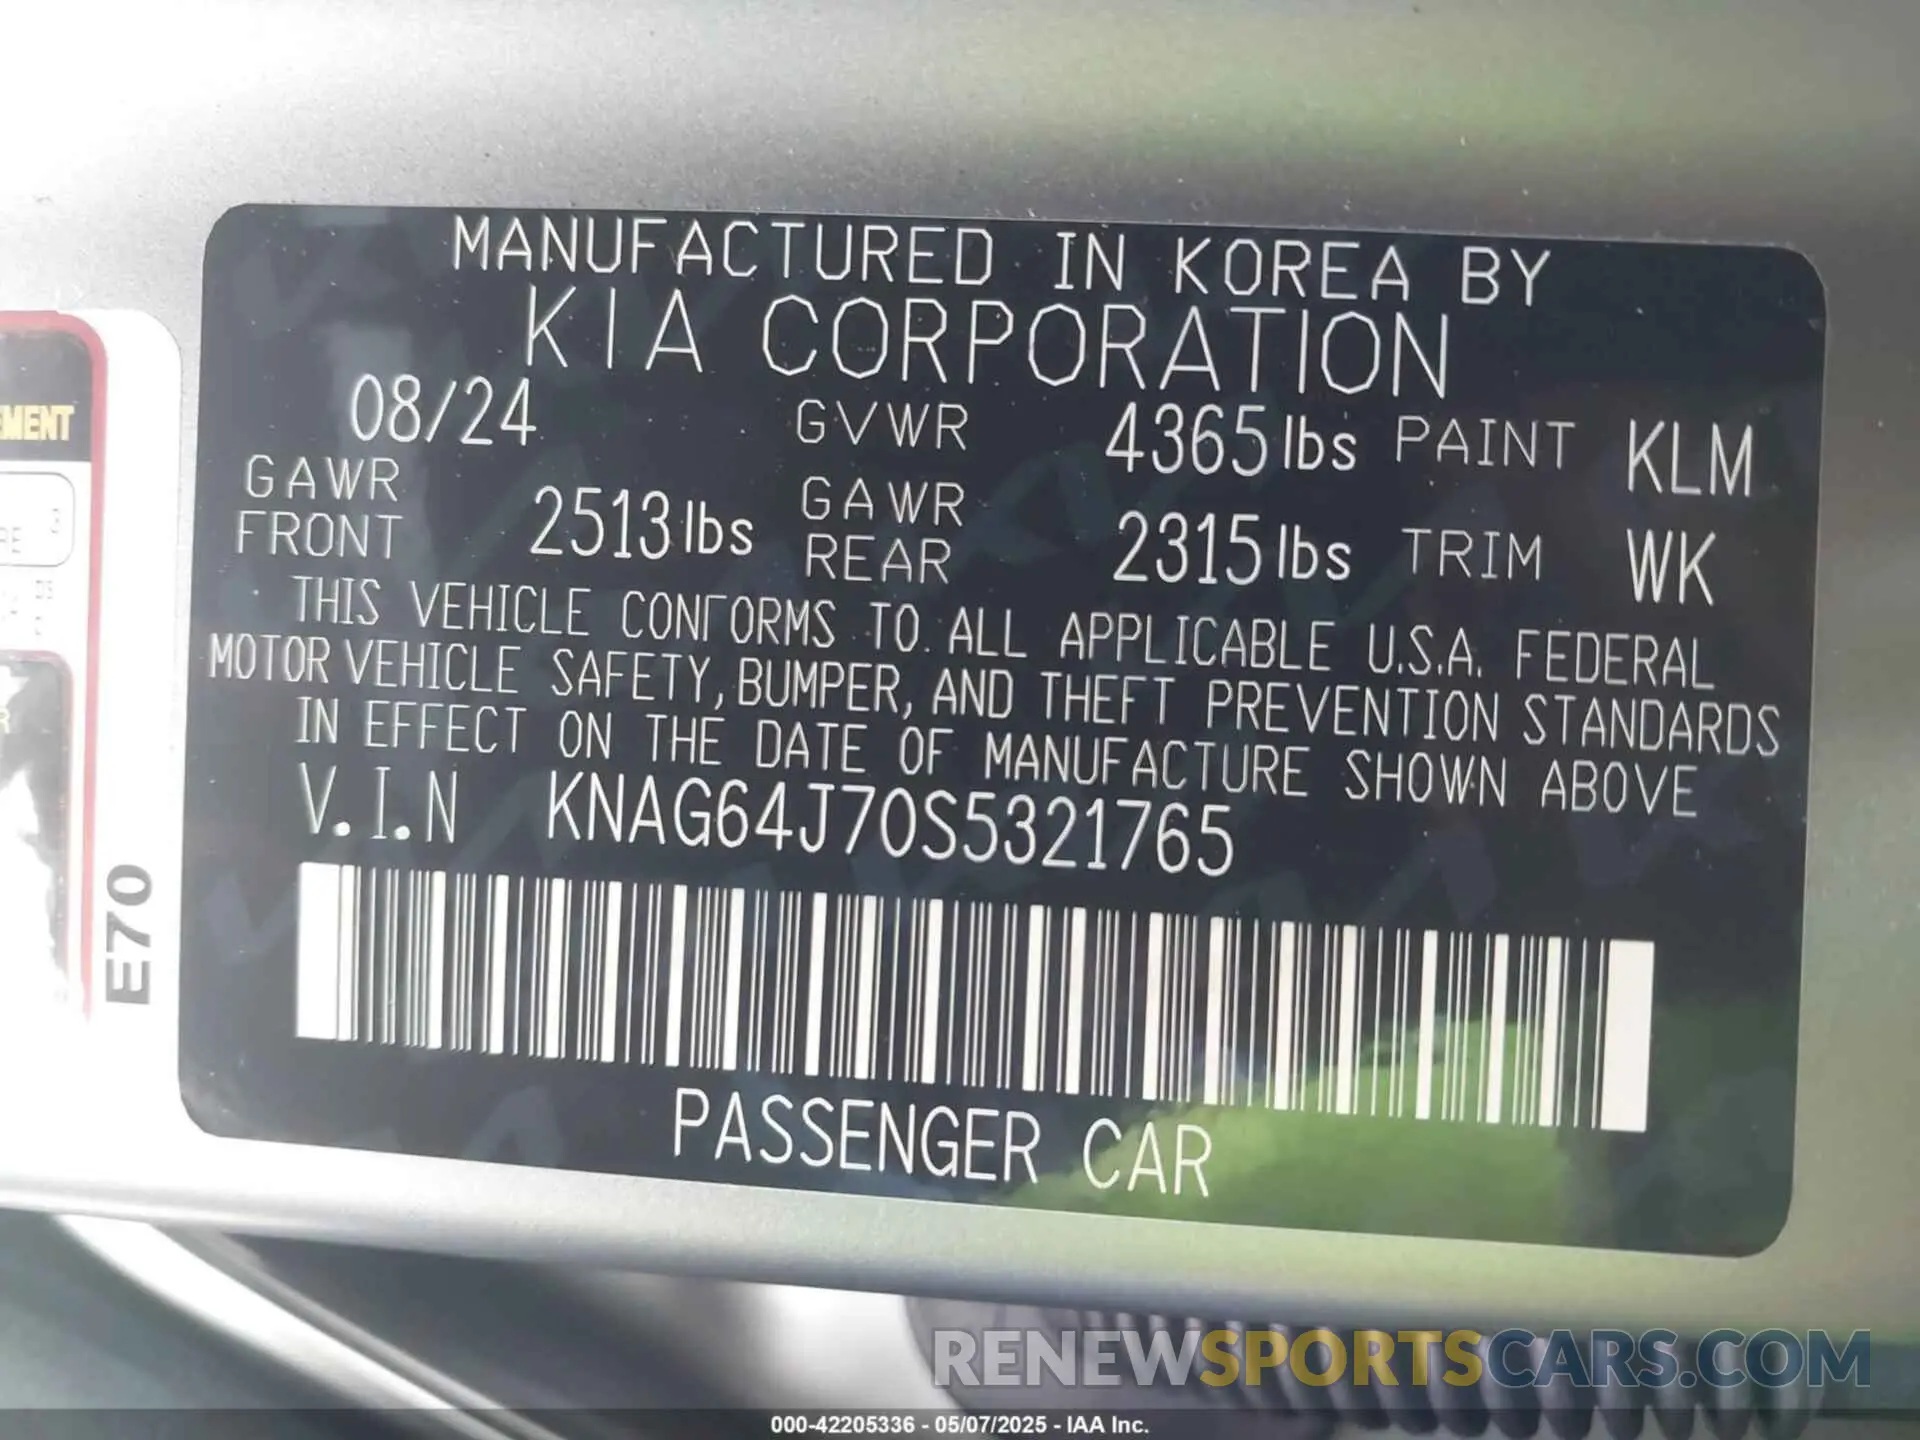 MANUFACTURED IN KOREA BY
KIA CORPORATION
08/24 GVWR 4365 lbs PAINT KLM
GAWR FRONT 2513 lbs GAWR REAR 2315 lbs TRIM WK
THIS VEHICLE CONFORMS TO ALL APPLICABLE U.S.A. FEDERAL
MOTOR VEHICLE SAFETY, BUMPER, AND THEFT PREVENTION STANDARDS
IN EFFECT ON THE DATE OF MANUFACTURE SHOWN ABOVE
V.I.N KNAG64J70S5321765
PASSENGER CAR
E70
RENEWSPORTSCARS.COM
000-42205336 - 05/07/2025 - IAA Inc.